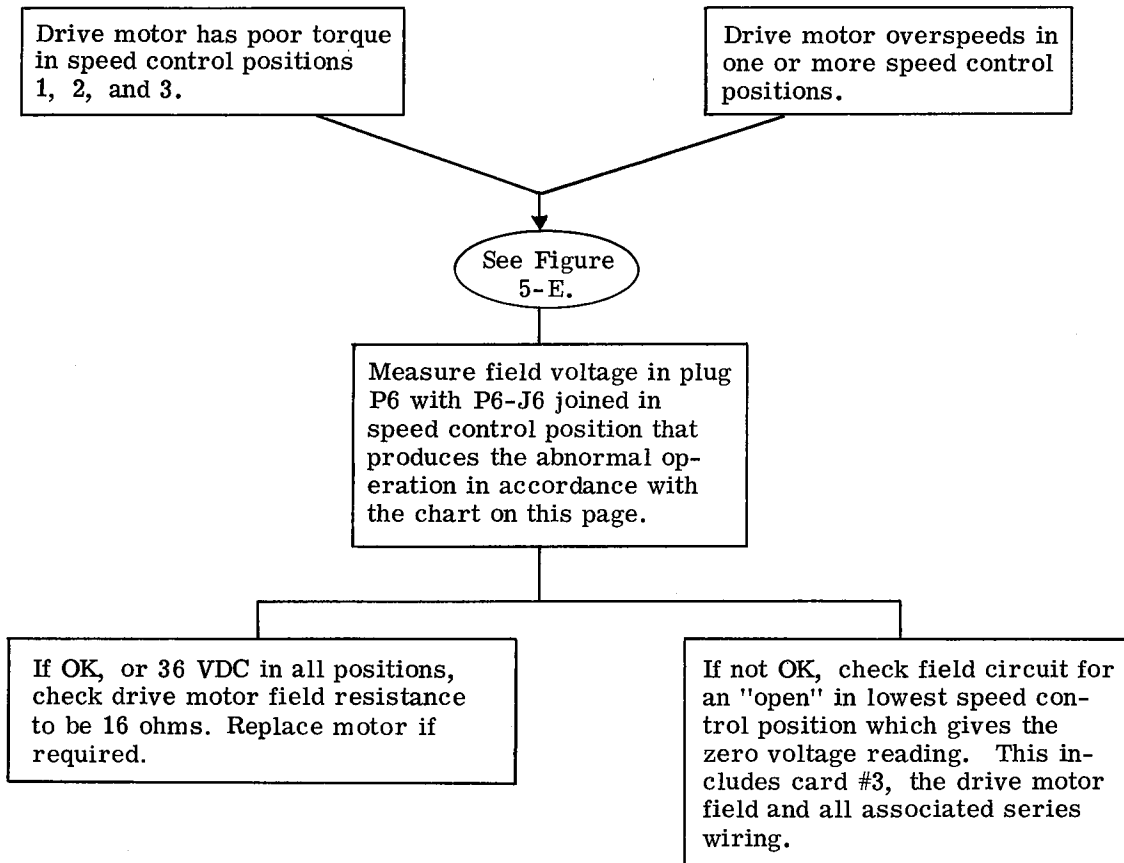 Drive motor has poor torque
in speed control positions
1, 2, and 3.
Drive motor overspeeds in
one or more speed control
positions.
See Figure
5-E.
Measure field voltage in plug
P6 with P6-J6 joined in
speed control position that
produces the abnormal op-
eration in accordance with
the chart on this page.
If OK, or 36 VDC in all positions,
check drive motor field resistance
to be 16 ohms. Replace motor if
required.
If not OK, check field circuit for
an "open" in lowest speed con-
trol position which gives the
zero voltage reading. This in-
cludes card #3, the drive motor
field and all associated series
wiring.